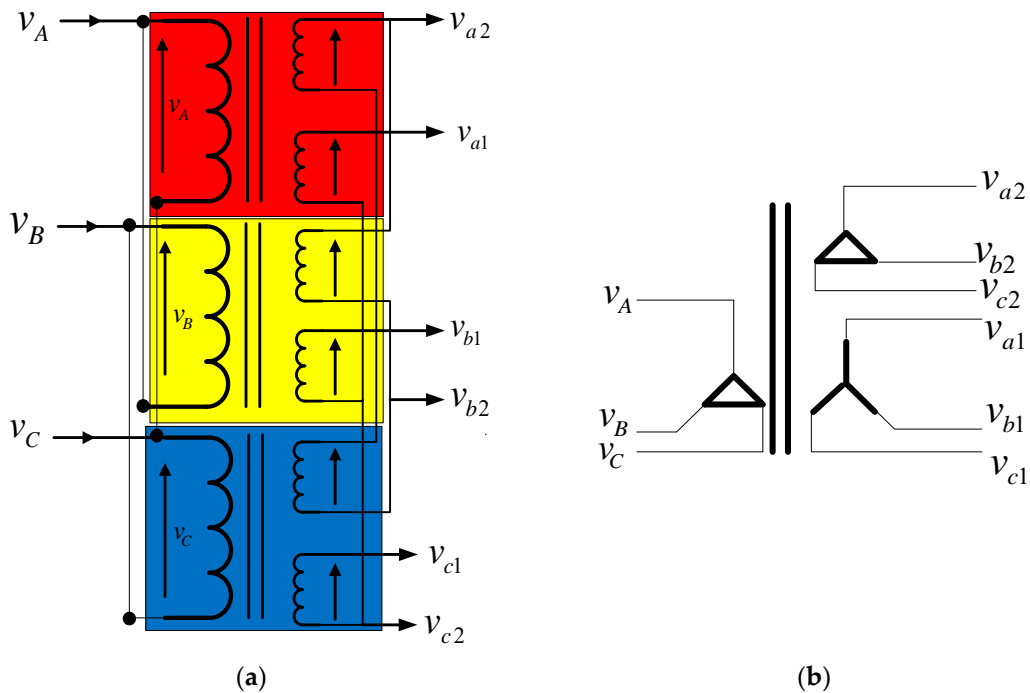 v_A
v_A
v_a2
v_a1
v_B
v_B
v_b1
v_b2
v_C
v_C
v_c1
v_c2
(a)
v_a2
v_b2
v_c2
v_A
v_a1
v_B
v_C
v_b1
v_c1
(b)